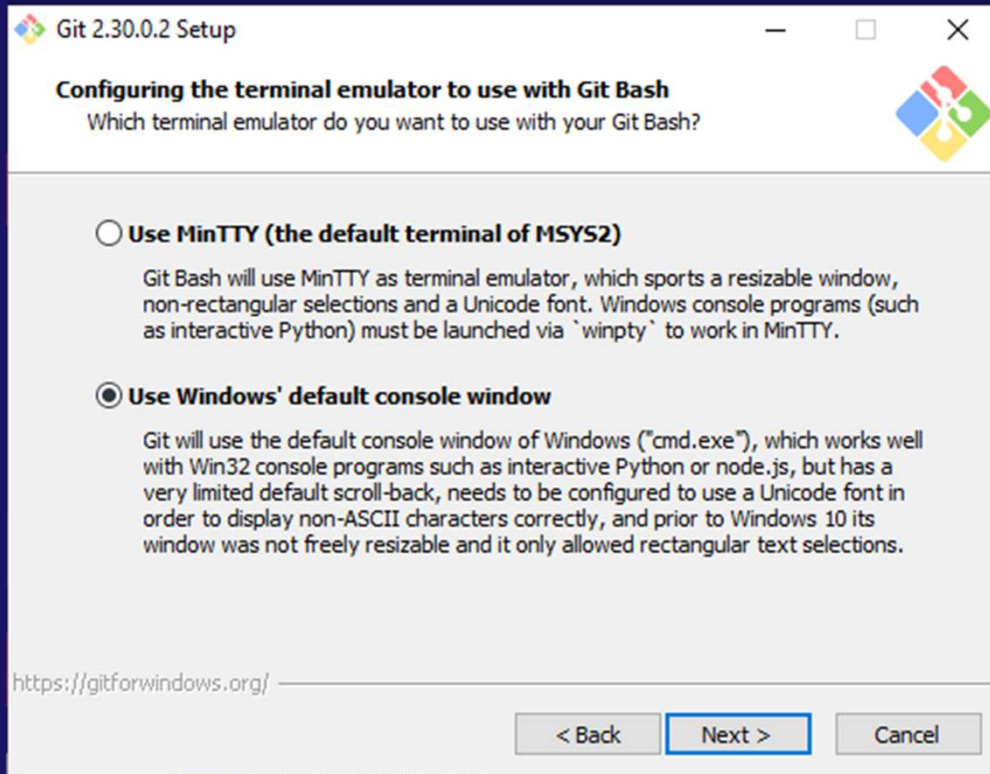 Git 2.30.0.2 Setup
Configuring the terminal emulator to use with Git Bash
Which terminal emulator do you want to use with your Git Bash?
Use MinTTY (the default terminal of MSYS2)
Git Bash will use MinTTY as terminal emulator, which sports a resizable window,
non-rectangular selections and a Unicode font. Windows console programs (such
as interactive Python) must be launched via `winpty` to work in MinTTY.
Use Windows' default console window
Git will use the default console window of Windows ("cmd.exe"), which works well
with Win32 console programs such as interactive Python or node.js, but has a
very limited default scroll-back, needs to be configured to use a Unicode font in
order to display non-ASCII characters correctly, and prior to Windows 10 its
window was not freely resizable and it only allowed rectangular text selections.
https://gitforwindows.org/
< Back
Next >
Cancel